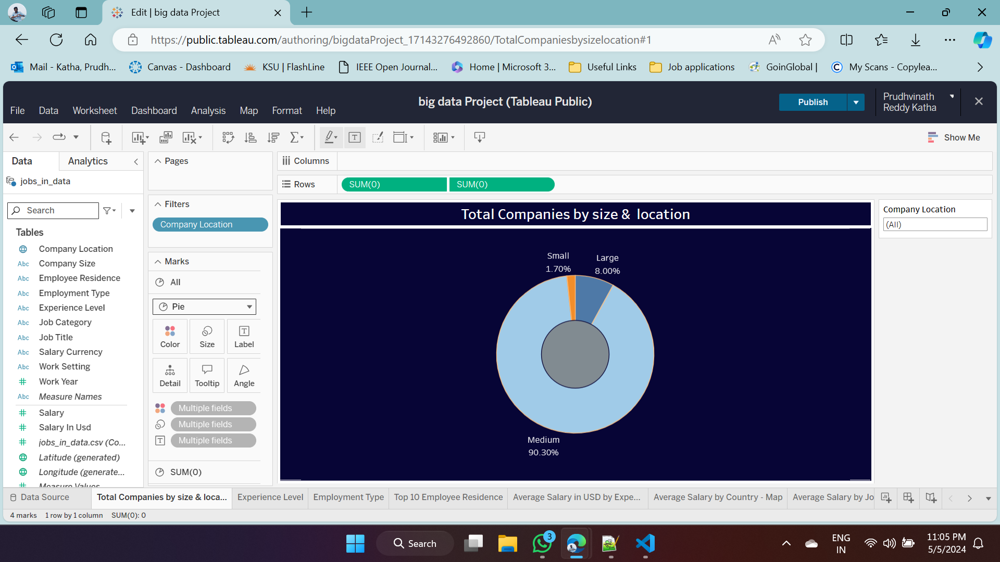 Edit | big data Project
https://public.tableau.com/authoring/bigdataProject_17143276492860/TotalCompaniesbysizelocation#1
Mail - Katha, Prudh...
Canvas - Dashboard
KSU | FlashLine
IEEE Open Journal...
Home | Microsoft 3...
Useful Links
Job applications
GoinGlobal |
My Scans - Copylea...
big data Project (Tableau Public)
Publish
Prudhvinath
Reddy Katha
File
Data
Worksheet
Dashboard
Analysis
Map
Format
Help
Show Me
Data
Analytics
jobs_in_data
Search
Tables
Company Location
Abc Company Size
Abc Employee Residence
Abc Employment Type
Abc Experience Level
Abc Job Category
Abc Job Title
Abc Salary Currency
Abc Work Setting
Work Year
Abc Measure Names
Salary
Salary In Usd
jobs_in_data.csv (Co...
Latitude (generated)
Longitude (generate...
Measure Values
Pages
Filters
Company Location
Marks
All
Pie
Color
Size
Label
Detail
Tooltip
Angle
Multiple fields
Multiple fields
Multiple fields
SUM(0)
Columns
Rows
SUM(0)
SUM(0)
Total Companies by size & location
Small
1.70%
Large
8.00%
Medium
90.30%
Company Location
(All)
Data Source
Total Companies by size & loca...
Experience Level
Employment Type
Top 10 Employee Residence
Average Salary in USD by Expe...
Average Salary by Country - Map
Average Salary by Jo
4 marks
1 row by 1 column
SUM(0): 0
Search
3
ENG
IN
11:05 PM
5/5/2024